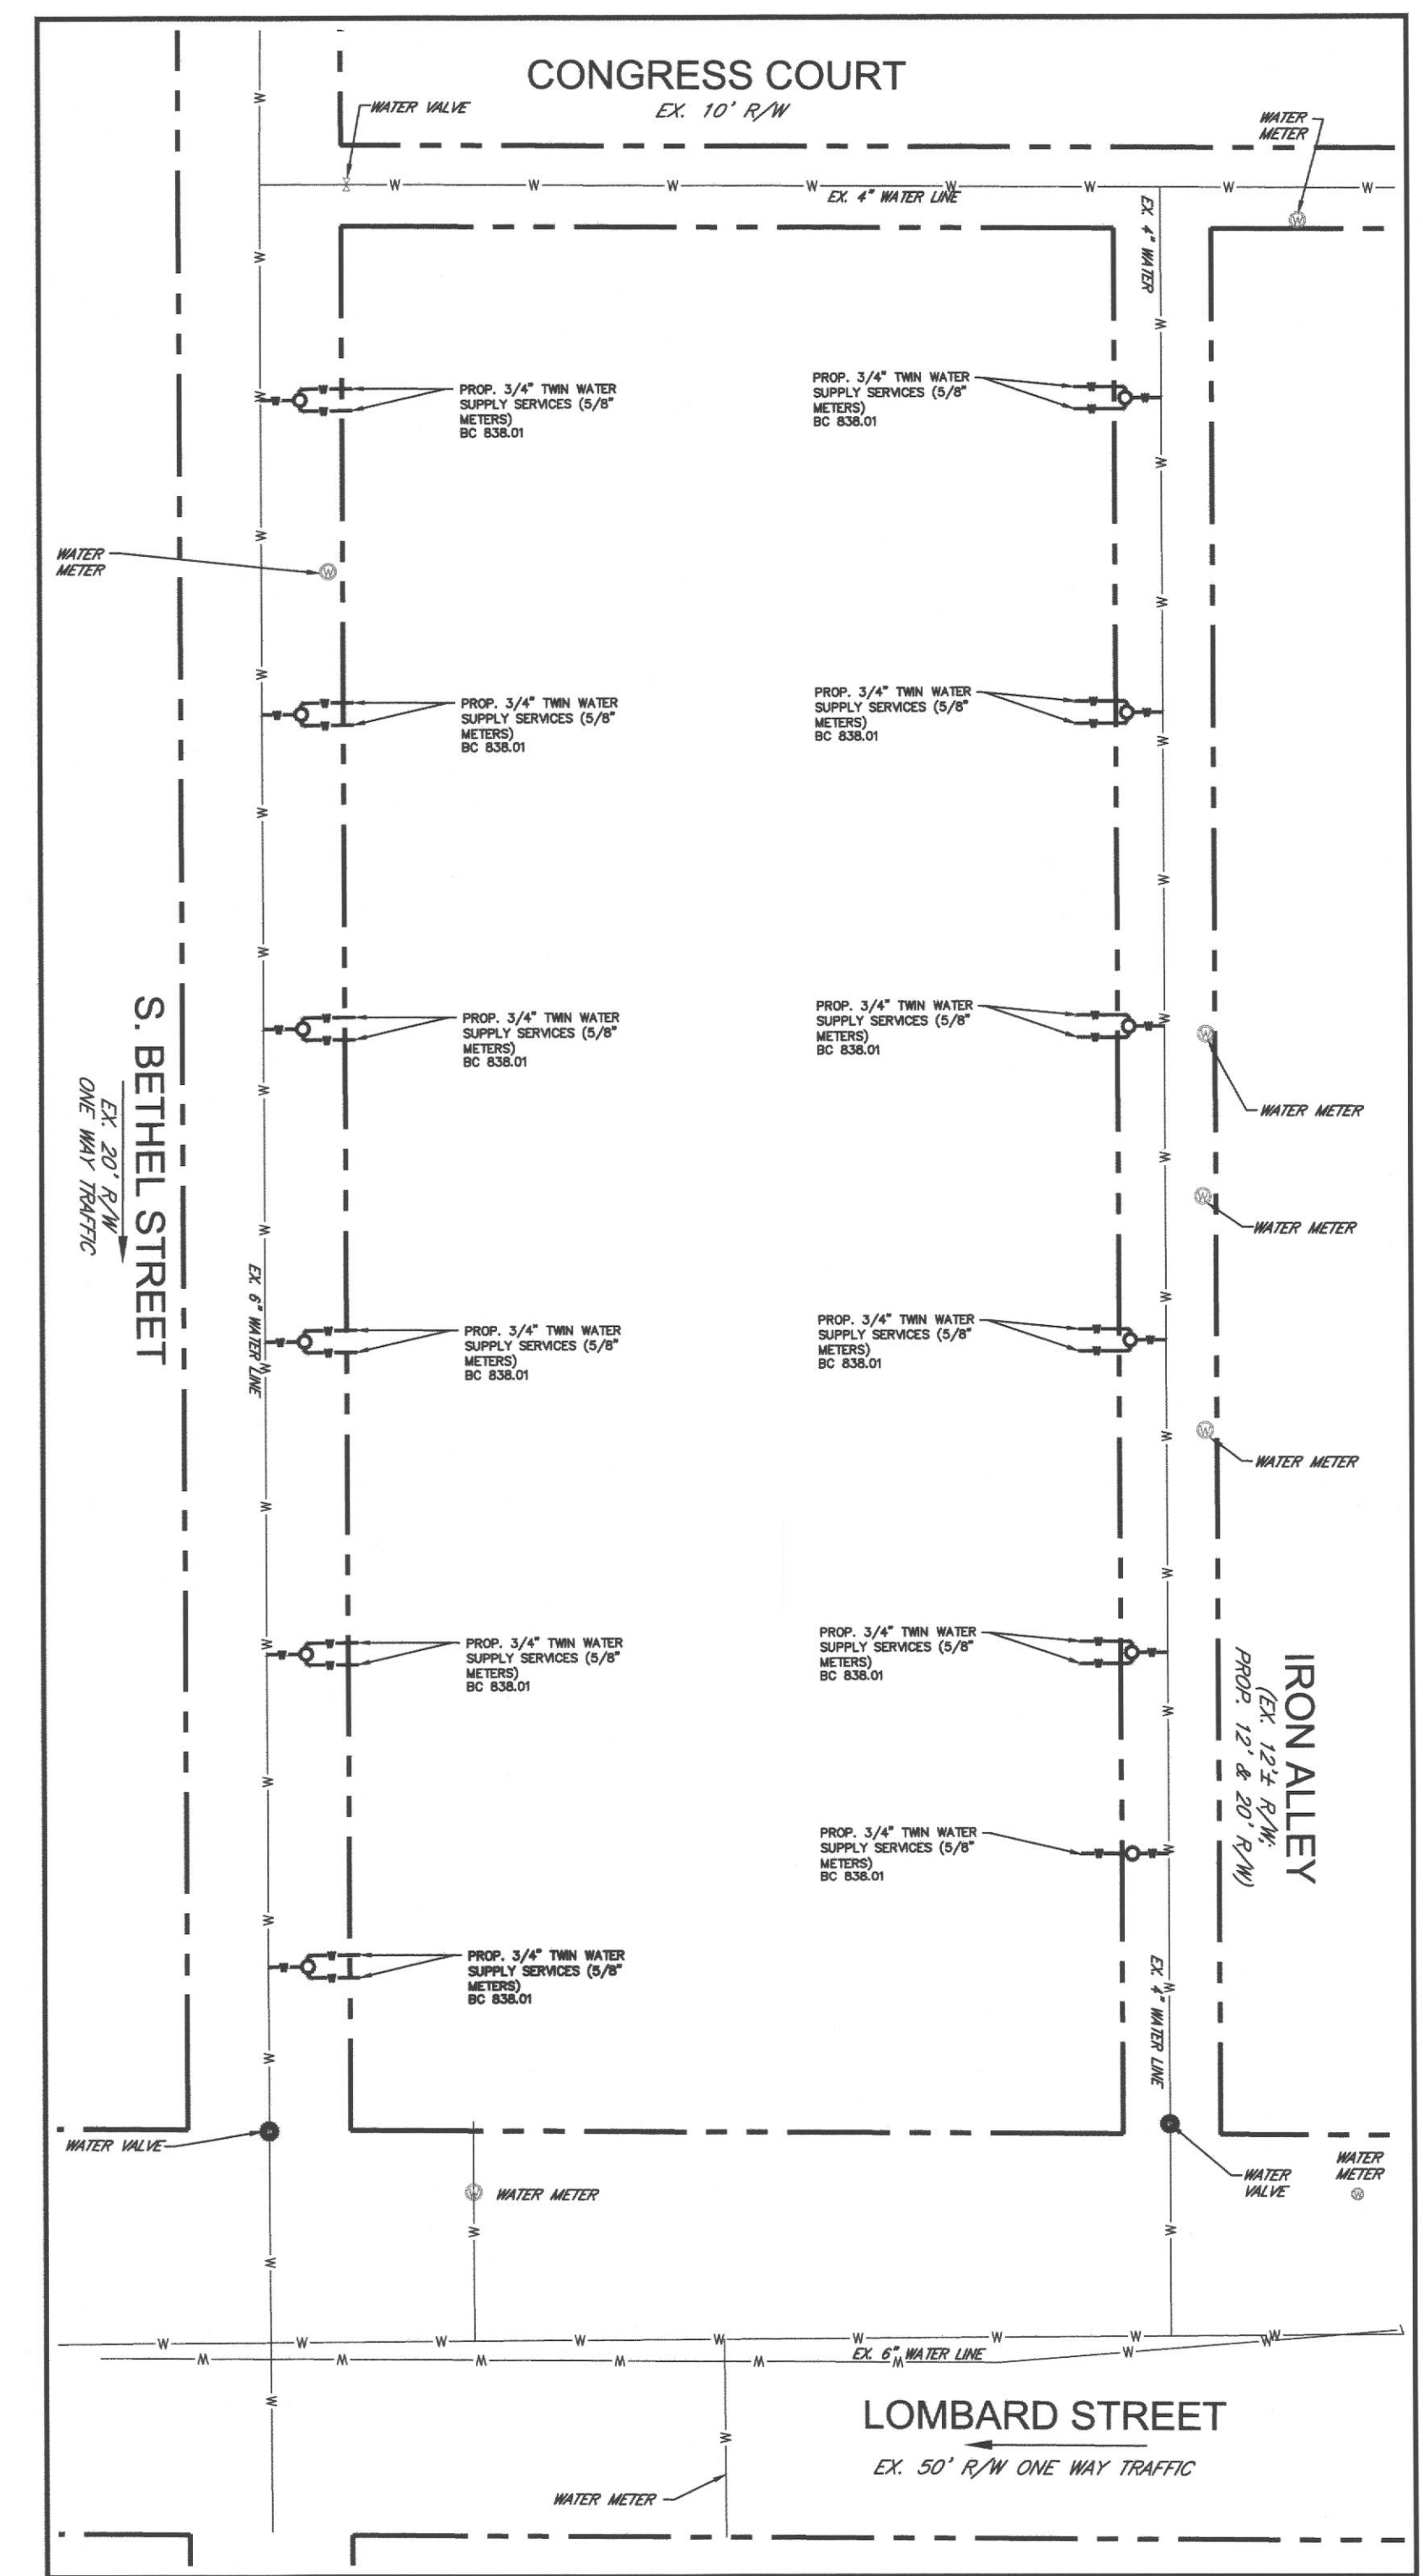 CONGRESS COURT
EX. 10' R/W
WATER VALVE
WATER
METER
W W W W W W W W
EX. 4" WATER LINE
EX. 4" WATER
PROP. 3/4" TWIN WATER
SUPPLY SERVICES (5/8"
METERS)
BC 838.01
PROP. 3/4" TWIN WATER
SUPPLY SERVICES (5/8"
METERS)
BC 838.01
WATER
METER
PROP. 3/4" TWIN WATER
SUPPLY SERVICES (5/8"
METERS)
BC 838.01
PROP. 3/4" TWIN WATER
SUPPLY SERVICES (5/8"
METERS)
BC 838.01
S. BETHEL STREET
EX. 20' R/W
ONE WAY TRAFFIC
PROP. 3/4" TWIN WATER
SUPPLY SERVICES (5/8"
METERS)
BC 838.01
PROP. 3/4" TWIN WATER
SUPPLY SERVICES (5/8"
METERS)
BC 838.01
WATER METER
WATER METER
EX. 6" WATER LINE
PROP. 3/4" TWIN WATER
SUPPLY SERVICES (5/8"
METERS)
BC 838.01
PROP. 3/4" TWIN WATER
SUPPLY SERVICES (5/8"
METERS)
BC 838.01
WATER METER
PROP. 3/4" TWIN WATER
SUPPLY SERVICES (5/8"
METERS)
BC 838.01
PROP. 3/4" TWIN WATER
SUPPLY SERVICES (5/8"
METERS)
BC 838.01
IRON ALLEY
(EX. 12'± R/W;
PROP. 12' & 20' R/W)
PROP. 3/4" TWIN WATER
SUPPLY SERVICES (5/8"
METERS)
BC 838.01
PROP. 3/4" TWIN WATER
SUPPLY SERVICES (5/8"
METERS)
BC 838.01
EX. 4" WATER LINE
WATER VALVE
WATER METER
WATER
VALVE
WATER
METER
W W W W W W W W W
EX. 6" WATER LINE
LOMBARD STREET
EX. 50' R/W ONE WAY TRAFFIC
WATER METER